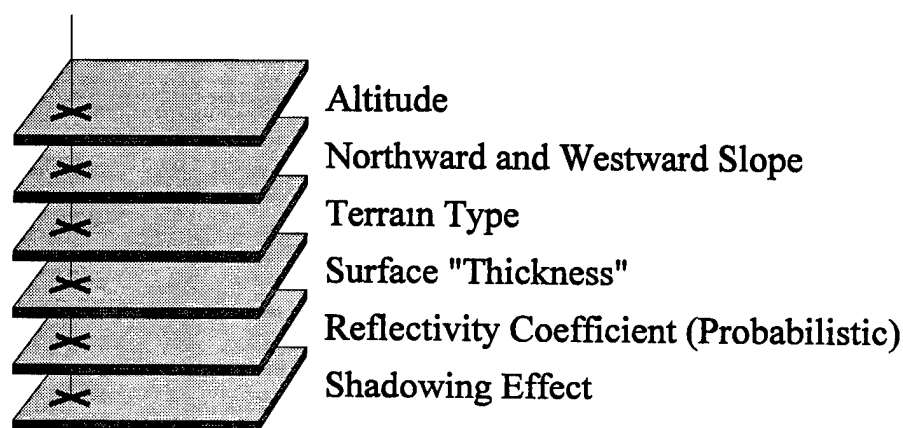 Altitude
Northward and Westward Slope
Terrain Type
Surface "Thickness"
Reflectivity Coefficient (Probabilistic)
Shadowing Effect